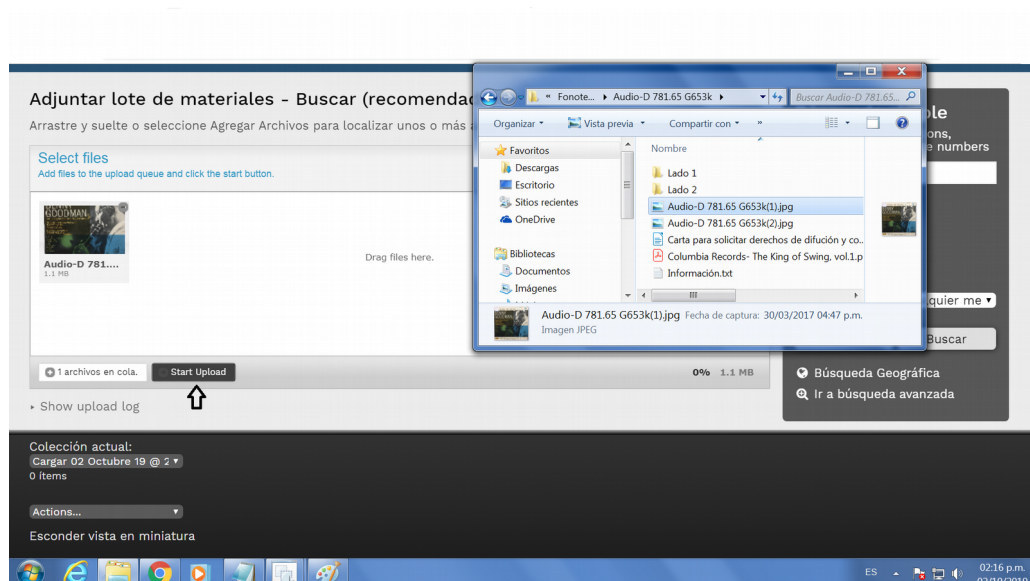 Adjuntar lote de materiales - Buscar (recomendac
Arrastre y suelte o seleccione Agregar Archivos para localizar unos o más a
Select files
Add files to the upload queue and click the start button.
GOODMAN
Audio-D 781....
1.1 MB
Drag files here.
1 archivos en cola.
Start Upload
0% 1.1 MB
Show upload log
Fonote... Audio-D 781.65 G653k
Buscar Audio-D 781.65...
Organizar
Vista previa
Compartir con
»
Favoritos
Descargas
Escritorio
Sitios recientes
OneDrive
Bibliotecas
Documentos
Imágenes
Nombre
Lado 1
Lado 2
Audio-D 781.65 G653k(1).jpg
Audio-D 781.65 G653k(2).jpg
Carta para solicitar derechos de difución y co..
Columbia Records- The King of Swing, vol.1.p
Información.txt
Audio-D 781.65 G653k(1).jpg Fecha de captura: 30/03/2017 04:47 p.m.
Imagen JPEG
ple
ons,
e numbers
lquier me
Buscar
Búsqueda Geográfica
Ir a búsqueda avanzada
Colección actual:
Cargar 02 Octubre 19 @ 2
0 ítems
Actions...
Esconder vista en miniatura
ES
02:16 p.m.